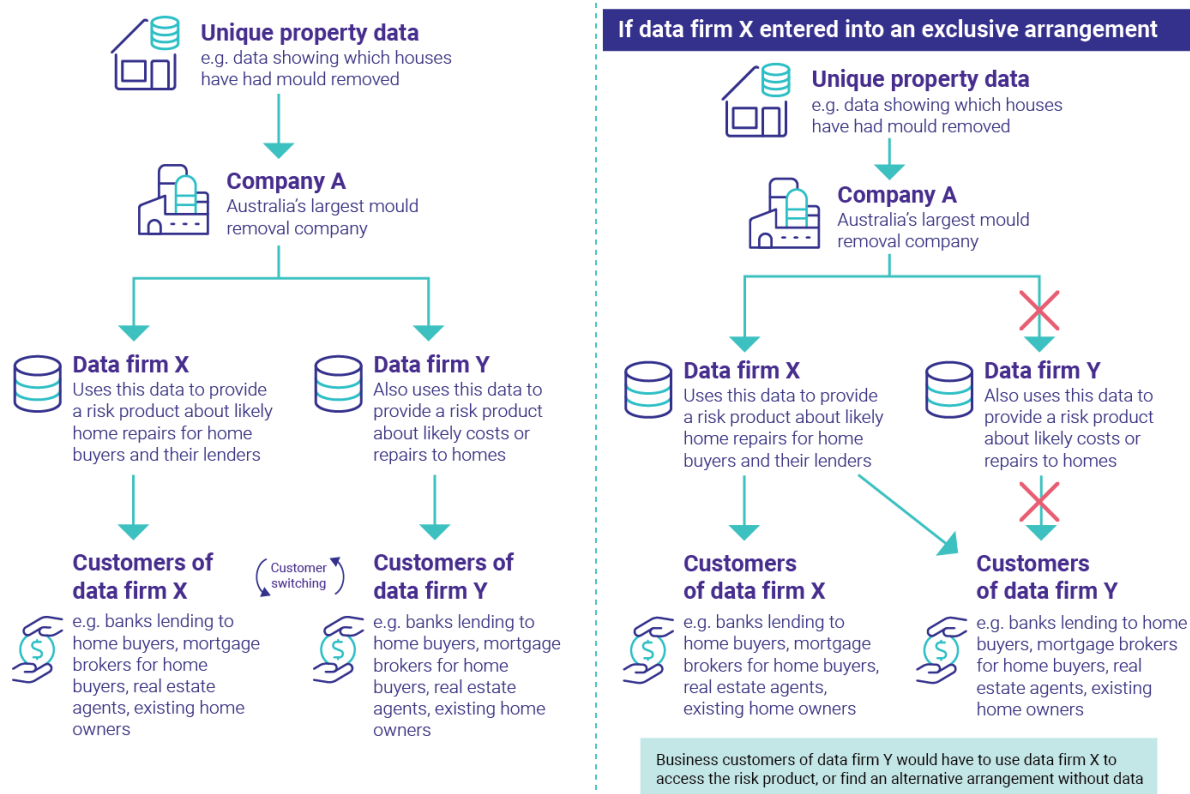 Unique property data
e.g. data showing which houses
have had mould removed
Company A
Australia's largest mould
removal company
Data firm X
Uses this data to provide
a risk product about likely
home repairs for home
buyers and their lenders
Data firm Y
Also uses this data to
provide a risk product
about likely costs or
repairs to homes
Customers of
data firm X
e.g. banks lending to
home buyers, mortgage
brokers for home
buyers, real estate
agents, existing home
owners
Customer
switching
Customers of
data firm Y
e.g. banks lending to
home buyers, mortgage
brokers for home
buyers, real estate
agents, existing home
owners
If data firm X entered into an exclusive arrangement
Unique property data
e.g. data showing which houses
have had mould removed
Company A
Australia's largest mould
removal company
Data firm X
Uses this data to provide
a risk product about likely
home repairs for home
buyers and their lenders
Data firm Y
Also uses this data to
provide a risk product
about likely costs or
repairs to homes
Customers
of data firm X
e.g. banks lending to
home buyers, mortgage
brokers for home buyers,
real estate agents,
existing home owners
Customers
of data firm Y
e.g. banks lending to home
buyers, mortgage brokers
for home buyers, real
estate agents, existing
home owners
Business customers of data firm Y would have to use data firm X to
access the risk product, or find an alternative arrangement without data
$
$
$
$